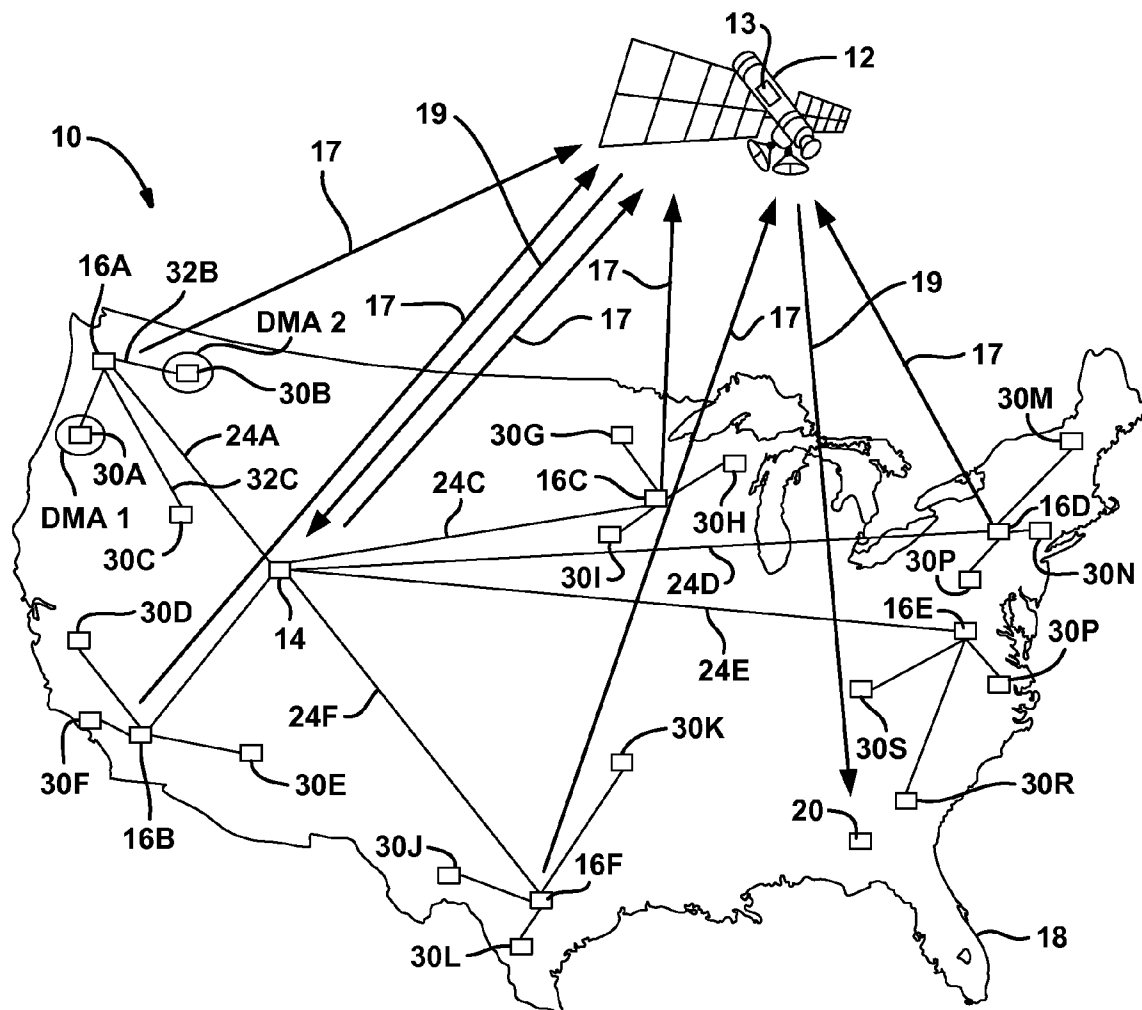 13
12
19
10
17
16A
32B
17
19
DMA 2
17
17
17
17
30B
30M
24A
30G
30A
16C
24C
32C
16D
DMA 1
30H
30C
30I
30P
30N
24D
30D
14
16E
30P
24E
24F
30K
30S
30F
30E
30R
20
16B
30J
16F
18
30L